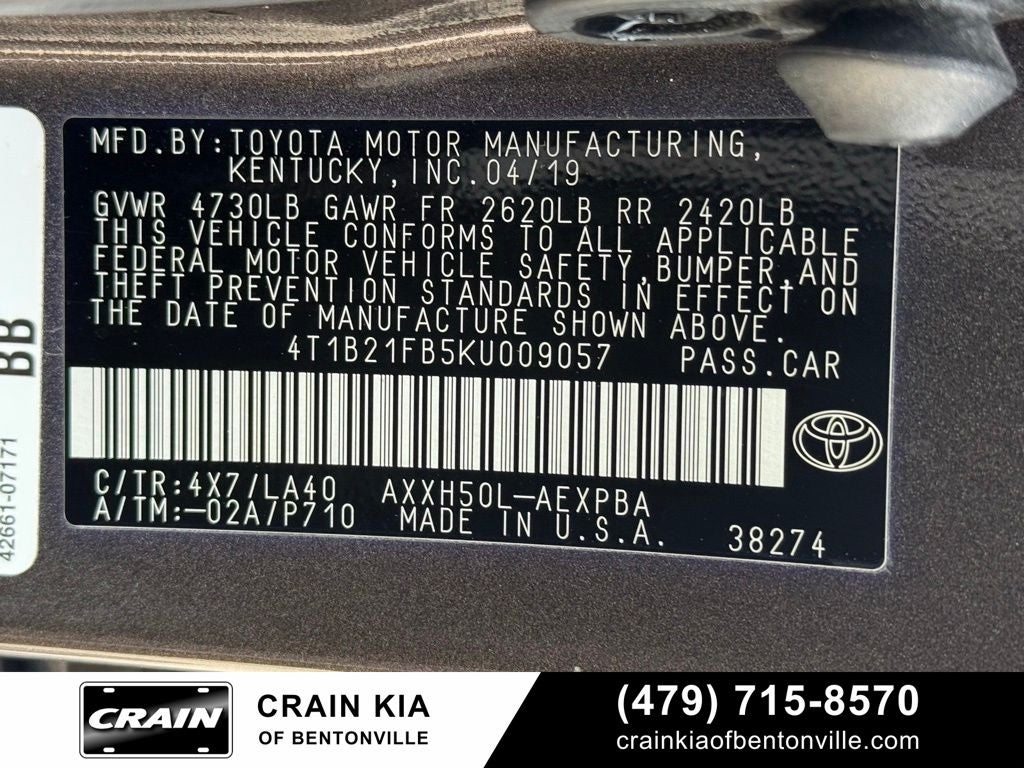 MFD.BY:TOYOTA MOTOR MANUFACTURING,
KENTUCKY,INC.04/19
GVWR 4730LB GAWR FR 2620LB RR 2420LB
THIS VEHICLE CONFORMS TO ALL APPLICABLE
FEDERAL MOTOR VEHICLE SAFETY,BUMPER,AND
THEFT PREVENTION STANDARDS IN EFFECT ON
THE DATE OF MANUFACTURE SHOWN ABOVE.
4T1B21FB5KU009057 PASS.CAR
C/TR:4X7/LA40 AXXH50L-AEXPBA
A/TM:-02A/P710 MADE IN U.S.A. 38274
BB
42661-07171
CRAIN
CRAIN KIA
OF BENTONVILLE
(479) 715-8570
crainkiaofbentonville.com